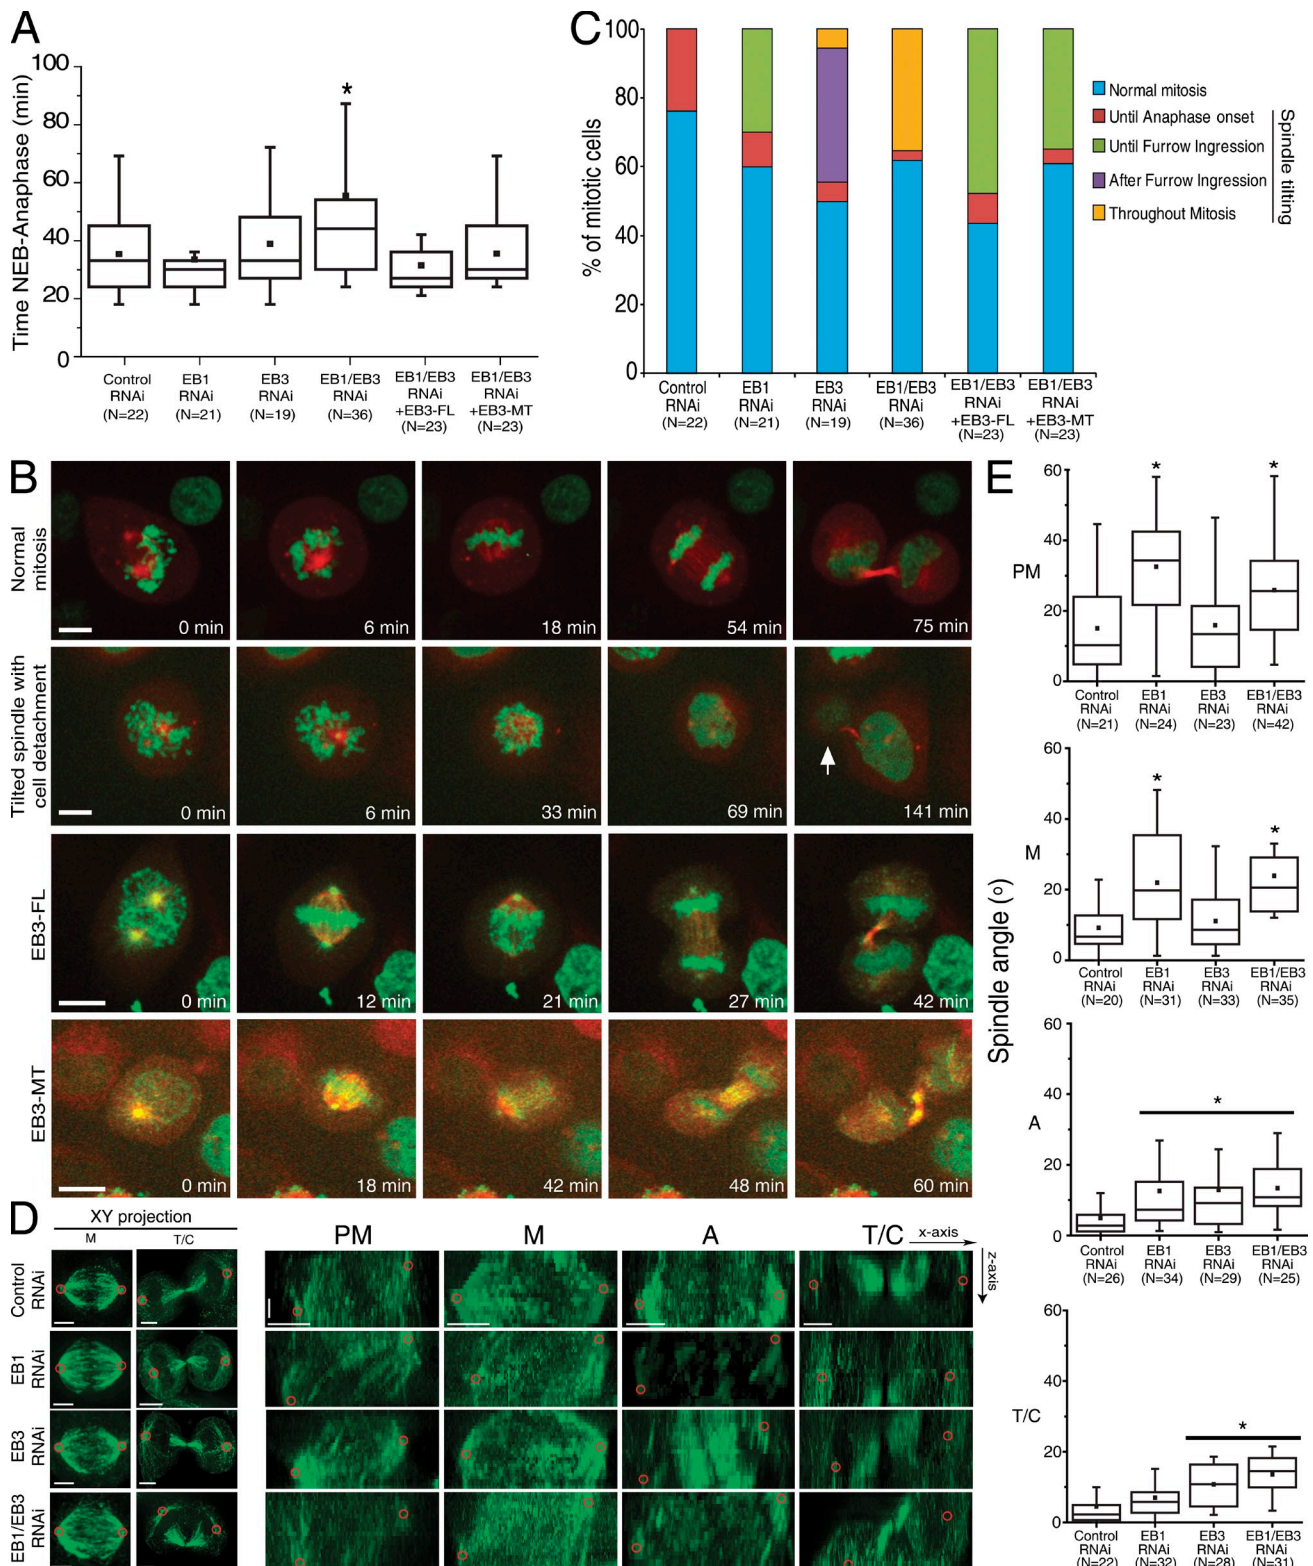 A
Time NEB-Anaphase (min)
100
80
60
40
20
0
*
Control RNAi (N=22)
EB1 RNAi (N=21)
EB3 RNAi (N=19)
EB1/EB3 RNAi (N=36)
EB1/EB3 RNAi +EB3-FL (N=23)
EB1/EB3 RNAi +EB3-MT (N=23)
C
% of mitotic cells
100
80
60
40
20
0
Control RNAi (N=22)
EB1 RNAi (N=21)
EB3 RNAi (N=19)
EB1/EB3 RNAi (N=36)
EB1/EB3 RNAi +EB3-FL (N=23)
EB1/EB3 RNAi +EB3-MT (N=23)
Normal mitosis
Until Anaphase onset
Until Furrow Ingression
After Furrow Ingression
Throughout Mitosis
Spindle tilting
B
Normal mitosis
0 min
6 min
18 min
54 min
75 min
Tilted spindle with cell detachment
0 min
6 min
33 min
69 min
141 min
EB3-FL
0 min
12 min
21 min
27 min
42 min
EB3-MT
0 min
18 min
42 min
48 min
60 min
D
XY projection
M
T/C
PM
M
A
T/C
x-axis
z-axis
Control RNAi
EB1 RNAi
EB3 RNAi
EB1/EB3 RNAi
E
Spindle angle (o)
PM
60
40
20
0
*
*
Control RNAi (N=21)
EB1 RNAi (N=24)
EB3 RNAi (N=23)
EB1/EB3 RNAi (N=42)
M
60
40
20
0
*
*
Control RNAi (N=20)
EB1 RNAi (N=31)
EB3 RNAi (N=33)
EB1/EB3 RNAi (N=35)
A
60
40
20
0
*
Control RNAi (N=26)
EB1 RNAi (N=34)
EB3 RNAi (N=29)
EB1/EB3 RNAi (N=25)
T/C
60
40
20
0
*
Control RNAi (N=22)
EB1 RNAi (N=32)
EB3 RNAi (N=28)
EB1/EB3 RNAi (N=31)